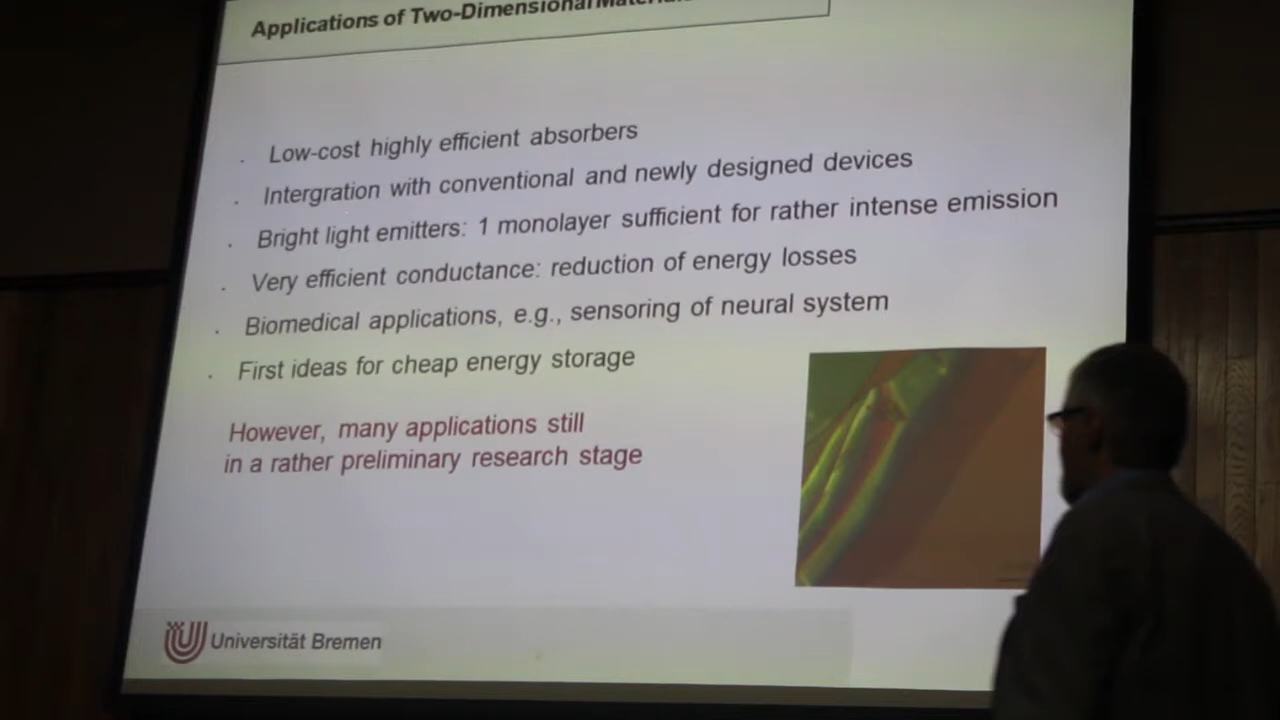 Applications of Two-Dimensional Materials
. Low-cost highly efficient absorbers
. Intergration with conventional and newly designed devices
. Bright light emitters: 1 monolayer sufficient for rather intense emission
. Very efficient conductance: reduction of energy losses
. Biomedical applications, e.g., sensoring of neural system
. First ideas for cheap energy storage
However, many applications still
in a rather preliminary research stage
Universität Bremen